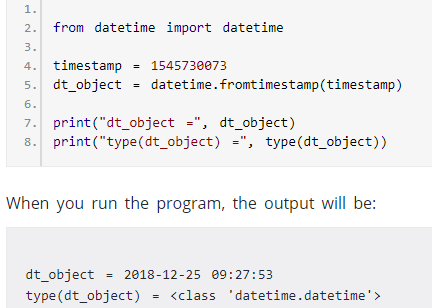 1.
2. from datetime import datetime
3.
4. timestamp = 1545730073
5. dt_object = datetime.fromtimestamp(timestamp)
6.
7. print("dt_object =", dt_object)
8. print("type(dt_object) =", type(dt_object))
When you run the program, the output will be:
dt_object = 2018-12-25 09:27:53
type(dt_object) = <class 'datetime.datetime'>